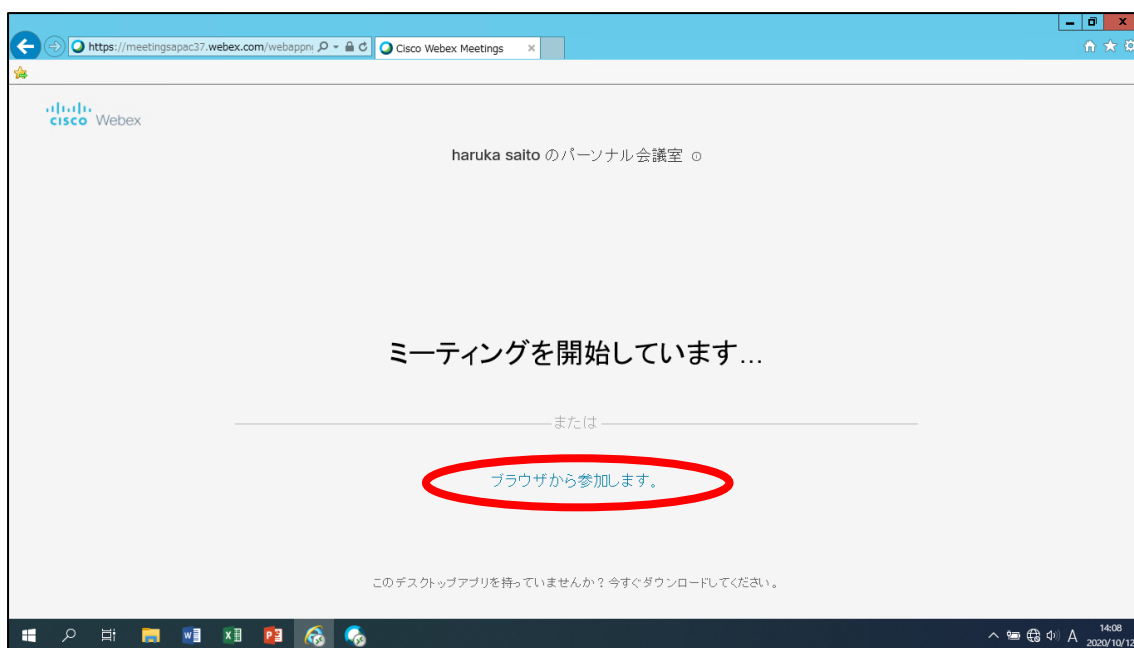 https://meetingsapac37.webex.com/webappn
Cisco Webex Meetings
cisco Webex
haruka saito のパーソナル会議室
ミーティングを開始しています...
または
ブラウザから参加します。
このデスクトップアプリを持っていませんか？今すぐダウンロードしてください。
A
14:08
2020/10/12